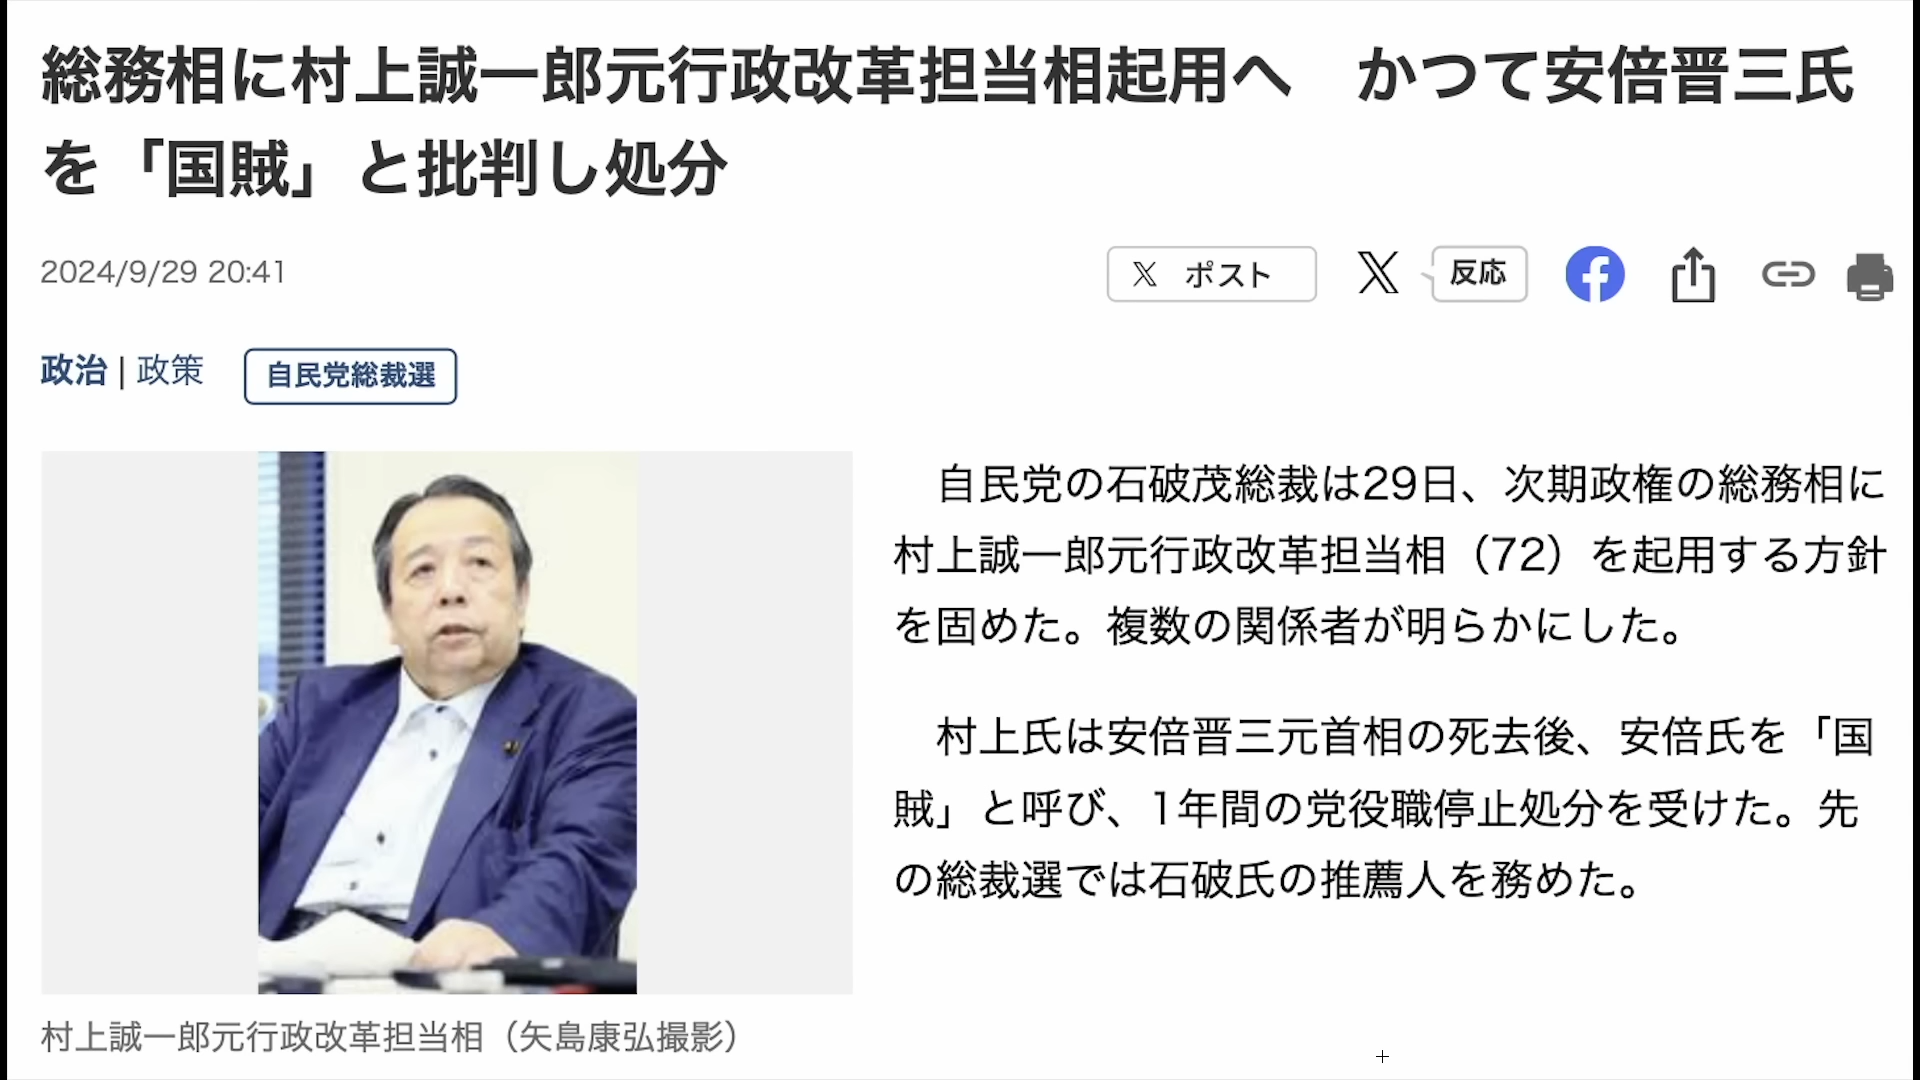 総務相に村上誠一郎元行政改革担当相起用へ　かつて安倍晋三氏
を「国賊」と批判し処分
2024/9/29 20:41
X ポスト
X 反応
政治 | 政策 自民党総裁選
自民党の石破茂総裁は29日、次期政権の総務相に
村上誠一郎元行政改革担当相（72）を起用する方針
を固めた。複数の関係者が明らかにした。
村上氏は安倍晋三元首相の死去後、安倍氏を「国
賊」と呼び、1年間の党役職停止処分を受けた。先
の総裁選では石破氏の推薦人を務めた。
村上誠一郎元行政改革担当相（矢島康弘撮影）